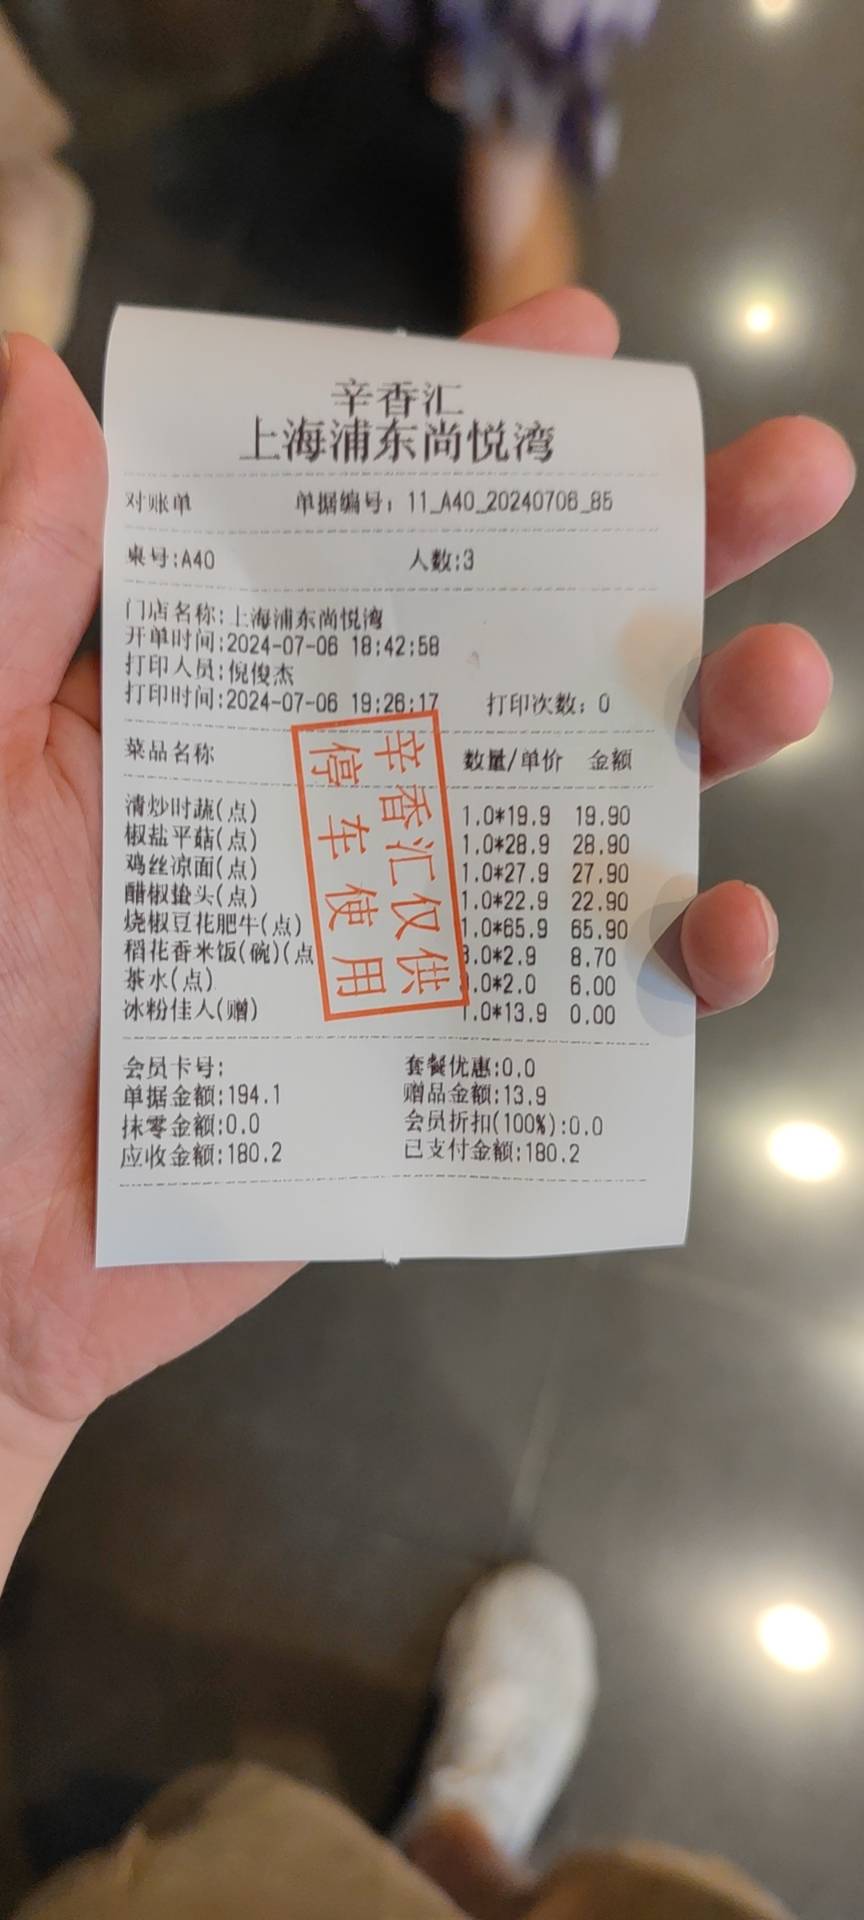 辛香汇
上海浦东尚悦湾
对账单 单据编号：11_A40_20240706_85
桌号:A40 人数:3
门店名称:上海浦东尚悦湾
开单时间:2024-07-06 18:42:58
打印人员:倪俊杰
打印时间:2024-07-06 19:26:17 打印次数：0
菜品名称 数量/单价 金额
清炒时蔬(点) 1.0*19.9 19.90
椒盐平菇(点) 1.0*28.9 28.90
鸡丝凉面(点) 1.0*27.9 27.90
醋椒蛰头(点) 1.0*22.9 22.90
烧椒豆花肥牛(点) 1.0*65.9 65.90
稻花香米饭(碗)(点 3.0*2.9 8.70
茶水(点) .0*2.0 6.00
冰粉佳人(赠) 1.0*13.9 0.00
辛香汇仅供
停车使用
会员卡号: 套餐优惠:0.0
单据金额:194.1 赠品金额:13.9
抹零金额:0.0 会员折扣(100%):0.0
应收金额:180.2 已支付金额:180.2